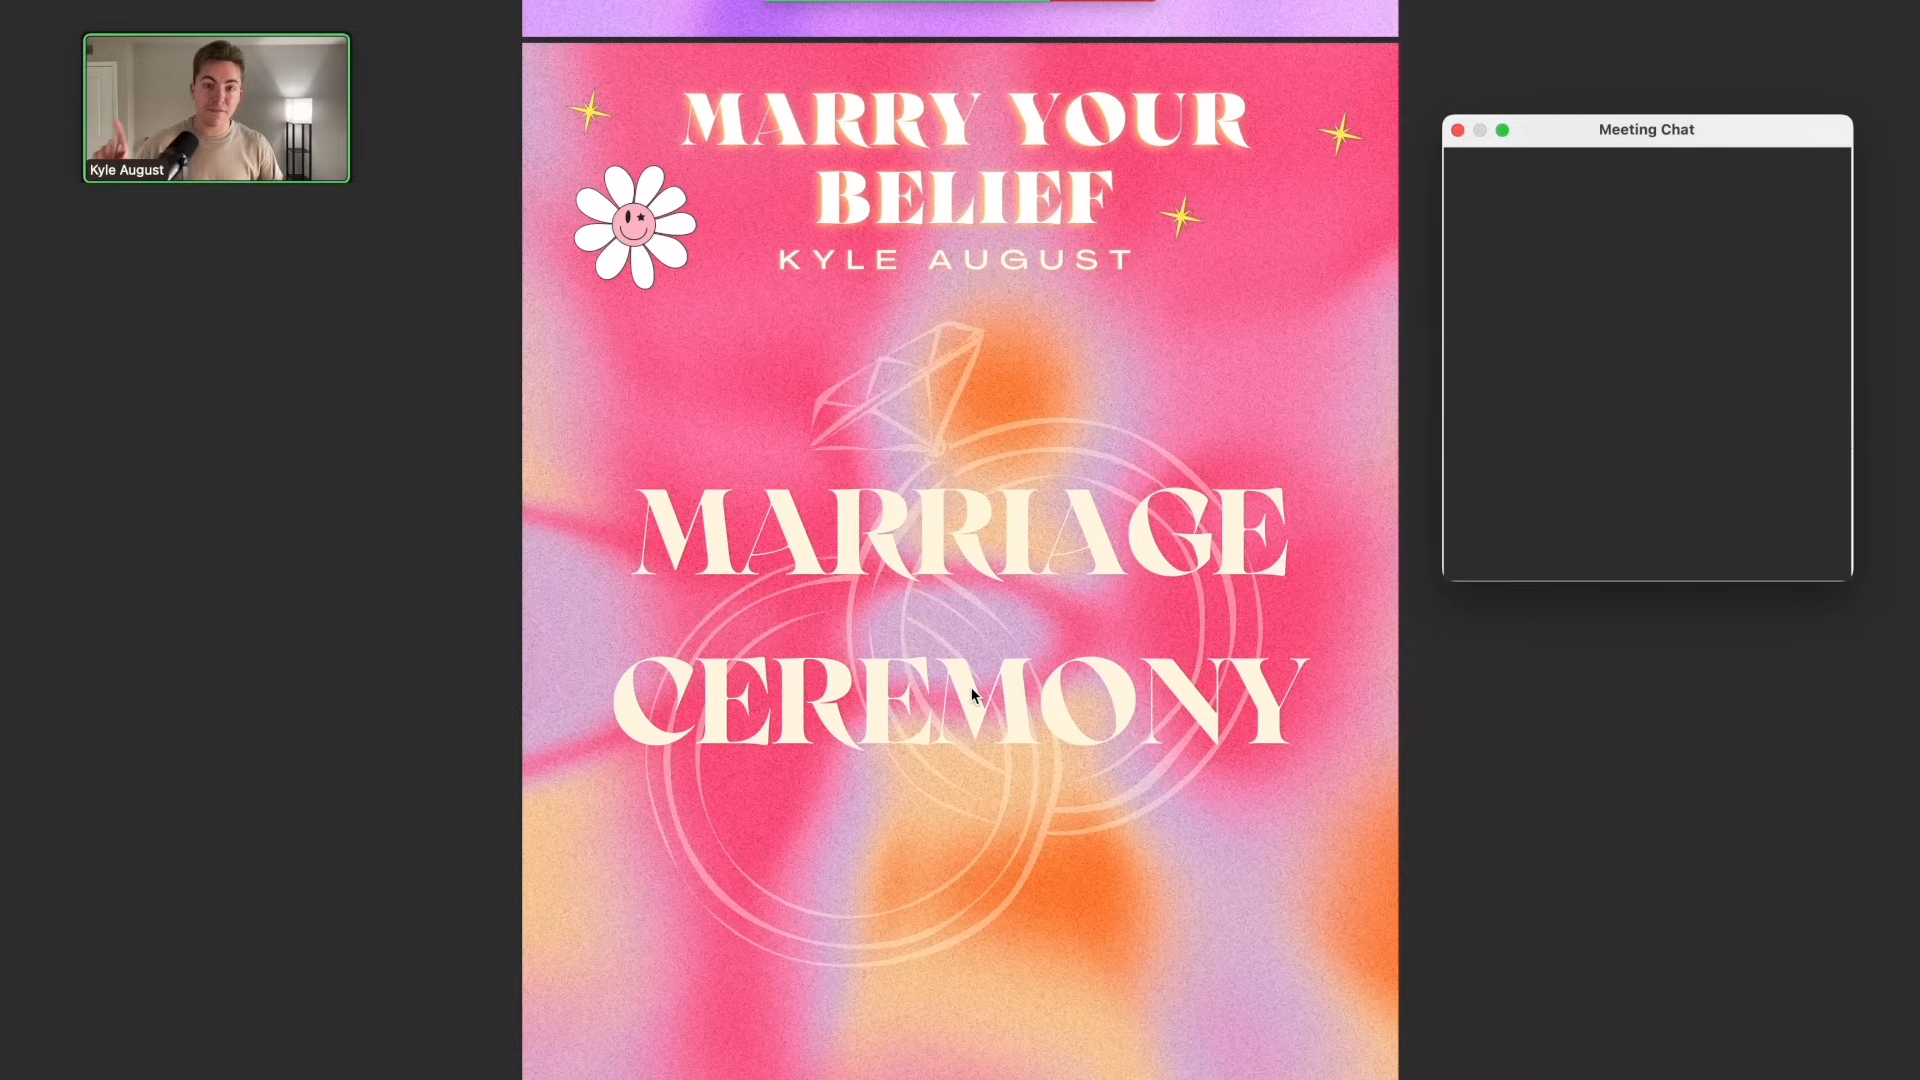 Kyle August
MARRY YOUR
BELIEF
KYLE AUGUST
MARRIAGE
CEREMONY
Meeting Chat